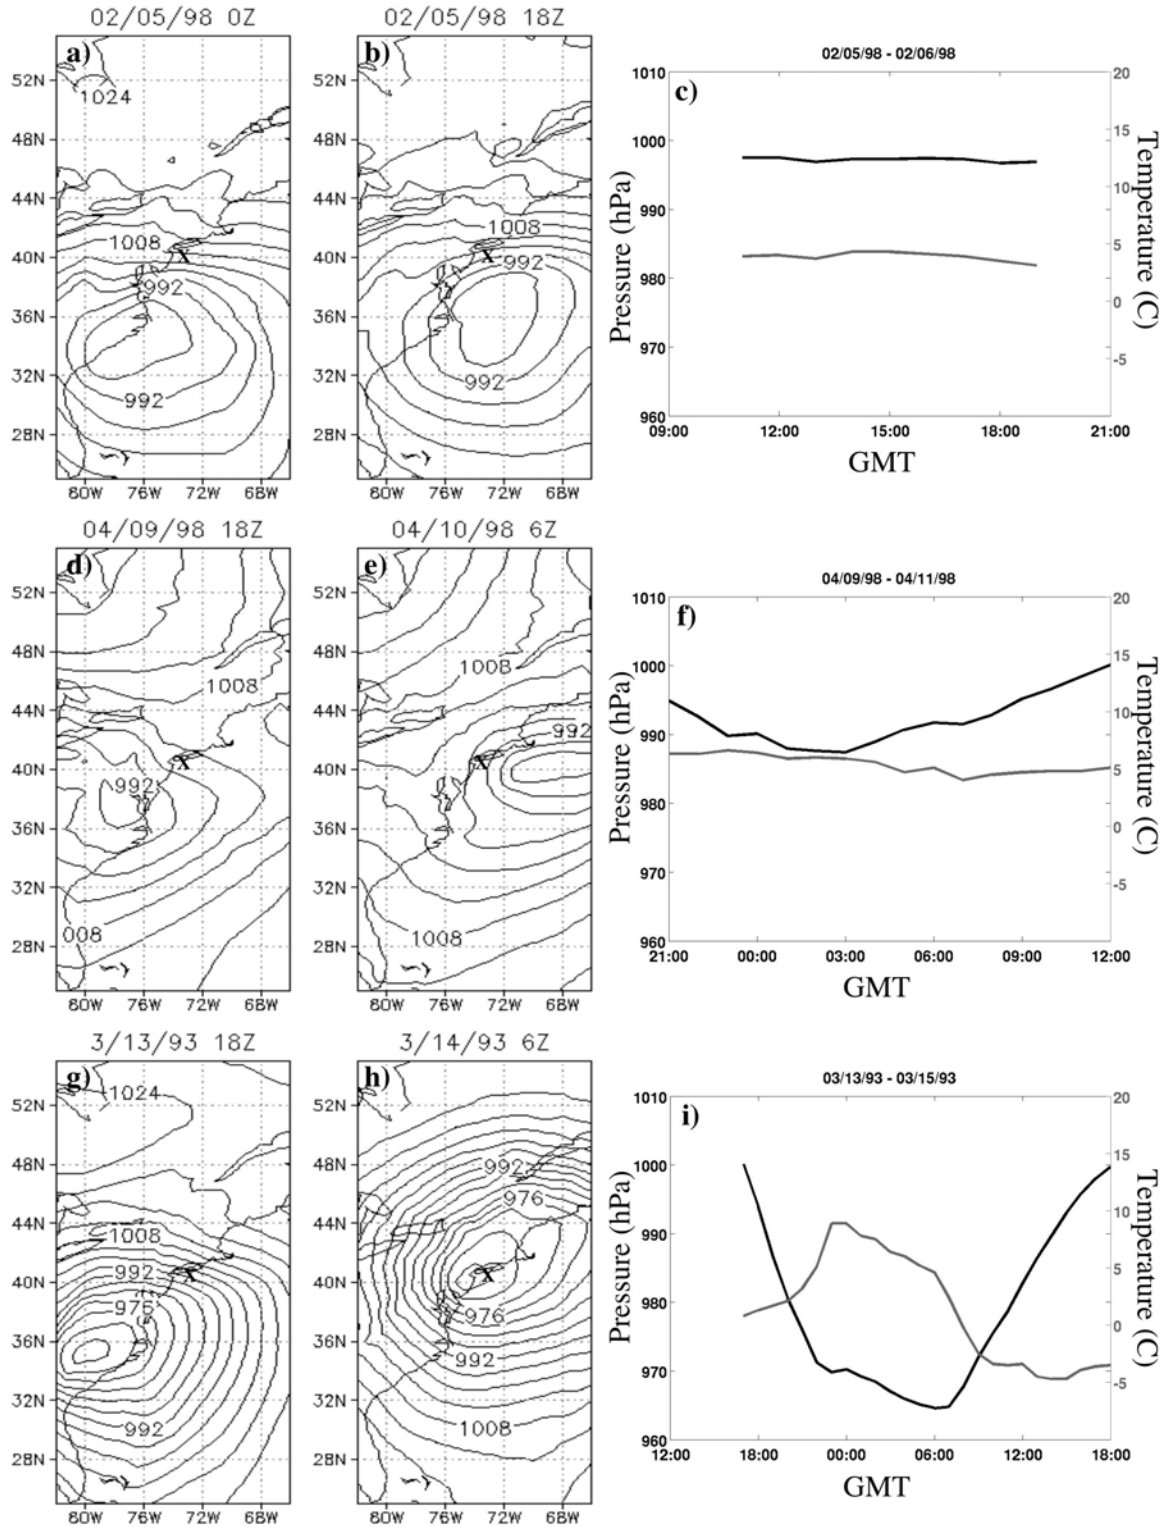 02/05/98 0Z
02/05/98 18Z
a)
b)
1024
1008
992
992
1008
992
992
52N
48N
44N
40N
36N
32N
28N
80W 76W 72W 68W
52N
48N
44N
40N
36N
32N
28N
80W 76W 72W 68W
X
X
02/05/98 - 02/06/98
c)
Pressure (hPa)
1010
1000
990
980
970
960
Temperature (C)
20
15
10
5
0
-5
09:00 12:00 15:00 18:00 21:00
GMT
04/09/98 18Z
04/10/98 6Z
d)
e)
1008
992
008
1008
992
1008
52N
48N
44N
40N
36N
32N
28N
80W 76W 72W 68W
52N
48N
44N
40N
36N
32N
28N
80W 76W 72W 68W
X
X
04/09/98 - 04/11/98
f)
Pressure (hPa)
1010
1000
990
980
970
960
Temperature (C)
20
15
10
5
0
-5
21:00 00:00 03:00 06:00 09:00 12:00
GMT
3/13/93 18Z
3/14/93 6Z
g)
h)
1024
1008
992
976
992
992
976
976
992
1008
52N
48N
44N
40N
36N
32N
28N
80W 76W 72W 68W
52N
48N
44N
40N
36N
32N
28N
80W 76W 72W 68W
X
X
03/13/93 - 03/15/93
i)
Pressure (hPa)
1010
1000
990
980
970
960
Temperature (C)
20
15
10
5
0
-5
12:00 18:00 00:00 06:00 12:00 18:00
GMT